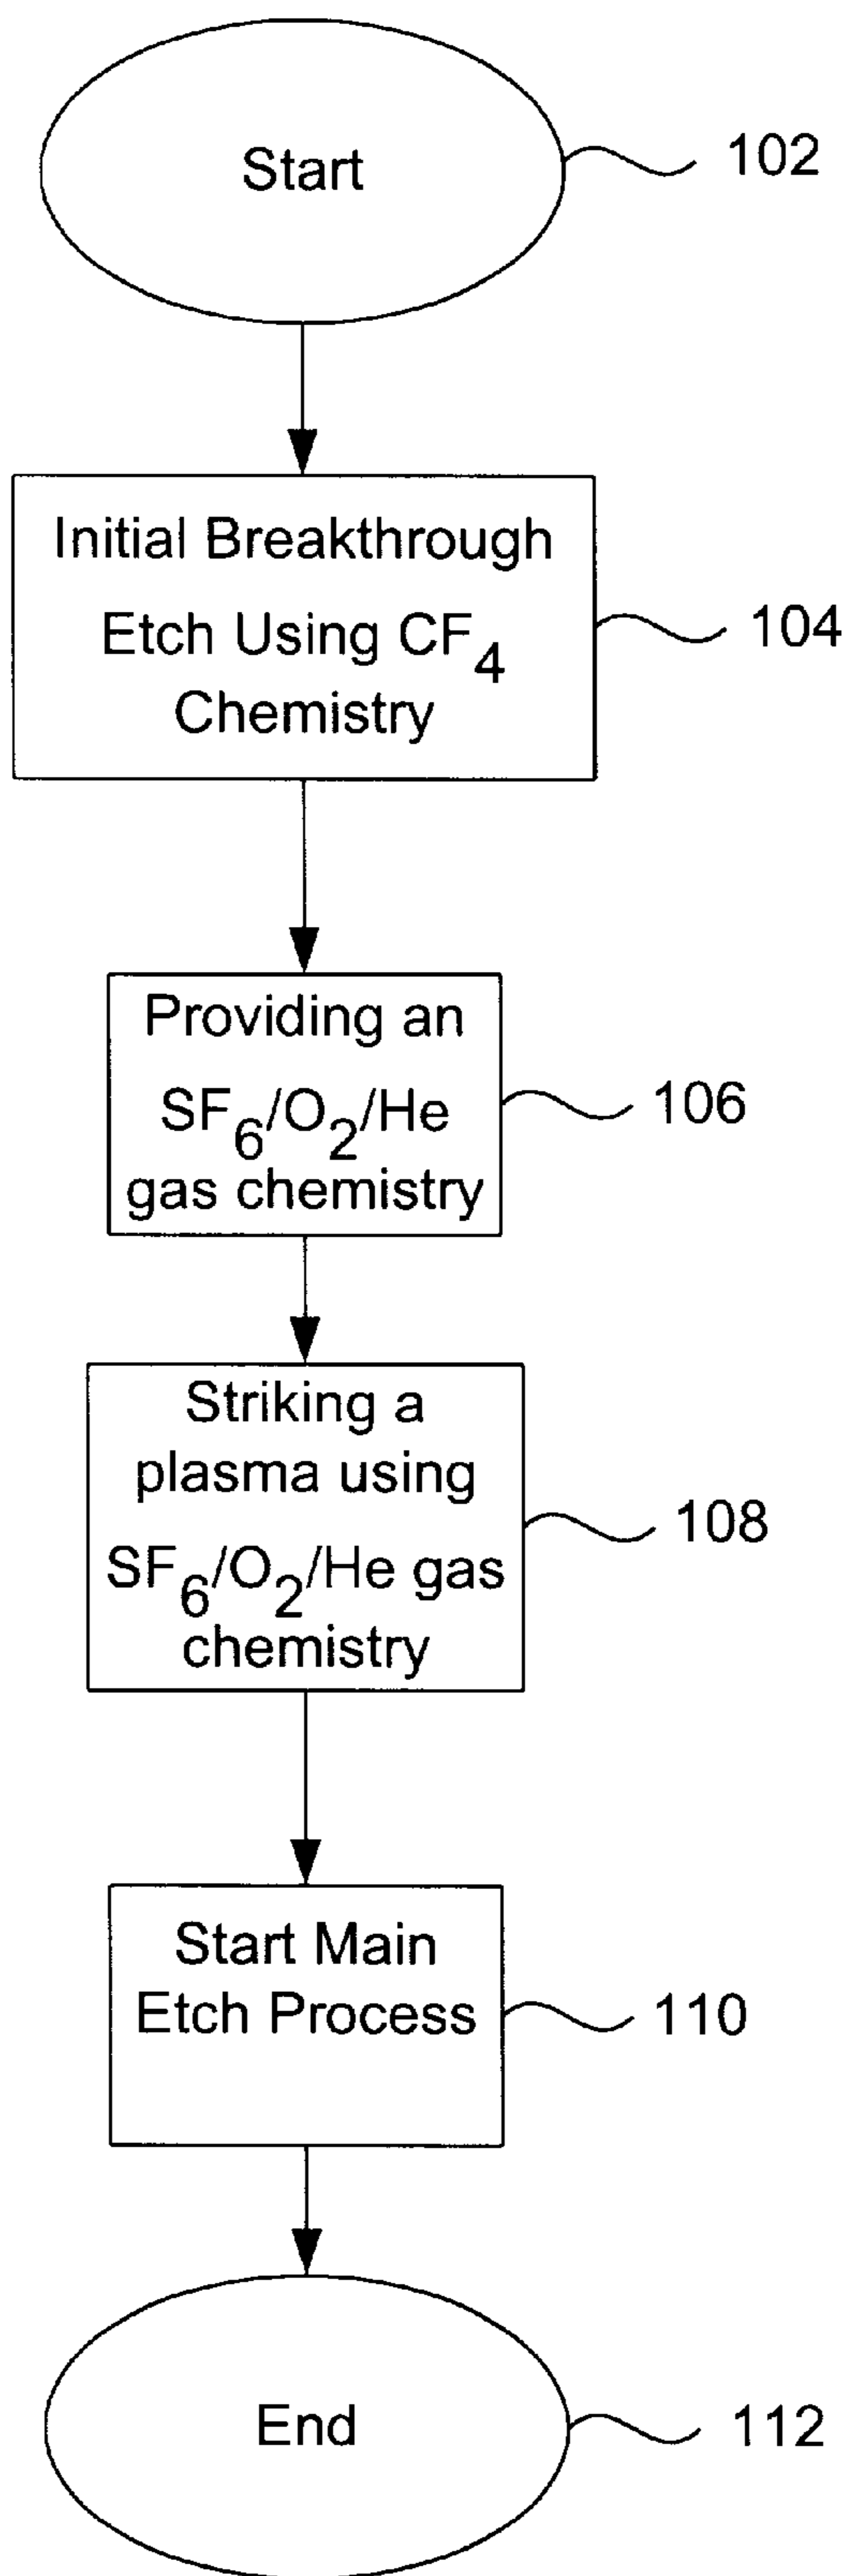 Start
102
Initial Breakthrough
Etch Using CF4
Chemistry
104
Providing an
SF6/O2/He
gas chemistry
106
Striking a
plasma using
SF6/O2/He gas
chemistry
108
Start Main
Etch Process
110
End
112